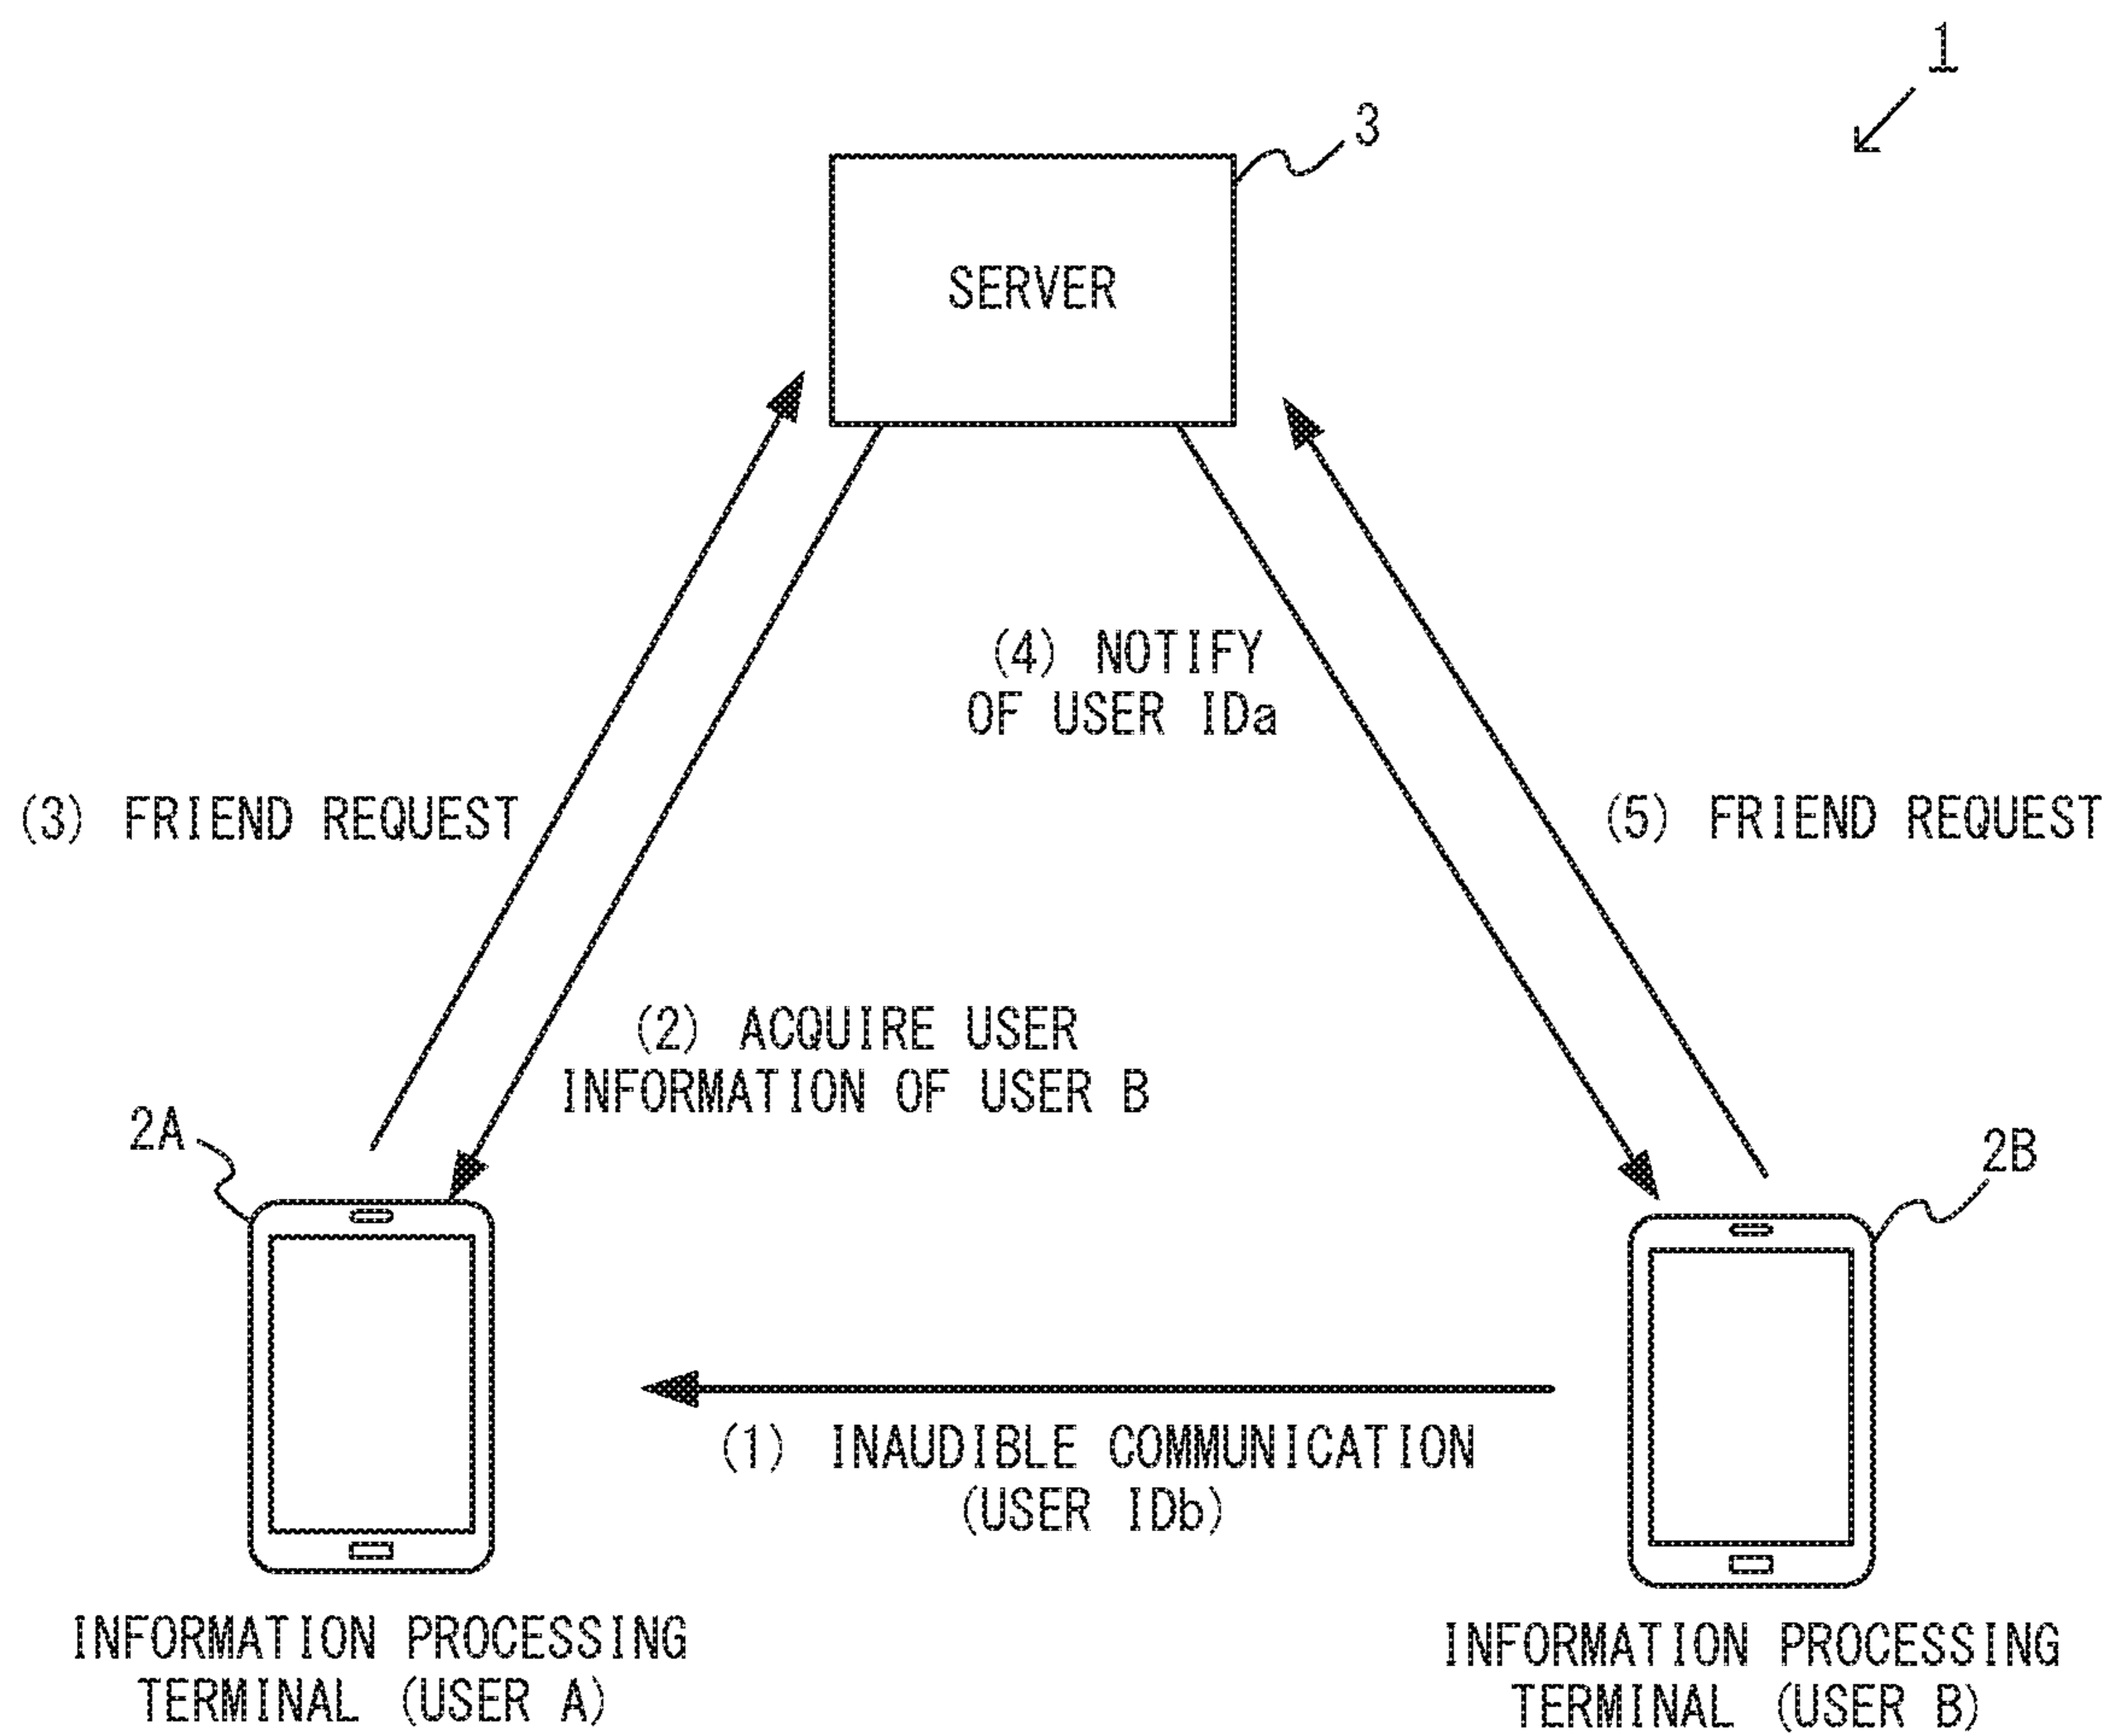 1
3
SERVER
(4) NOTIFY
OF USER IDa
(3) FRIEND REQUEST
(5) FRIEND REQUEST
(2) ACQUIRE USER
INFORMATION OF USER B
2A
2B
(1) INAUDIBLE COMMUNICATION
(USER IDb)
INFORMATION PROCESSING
TERMINAL (USER A)
INFORMATION PROCESSING
TERMINAL (USER B)